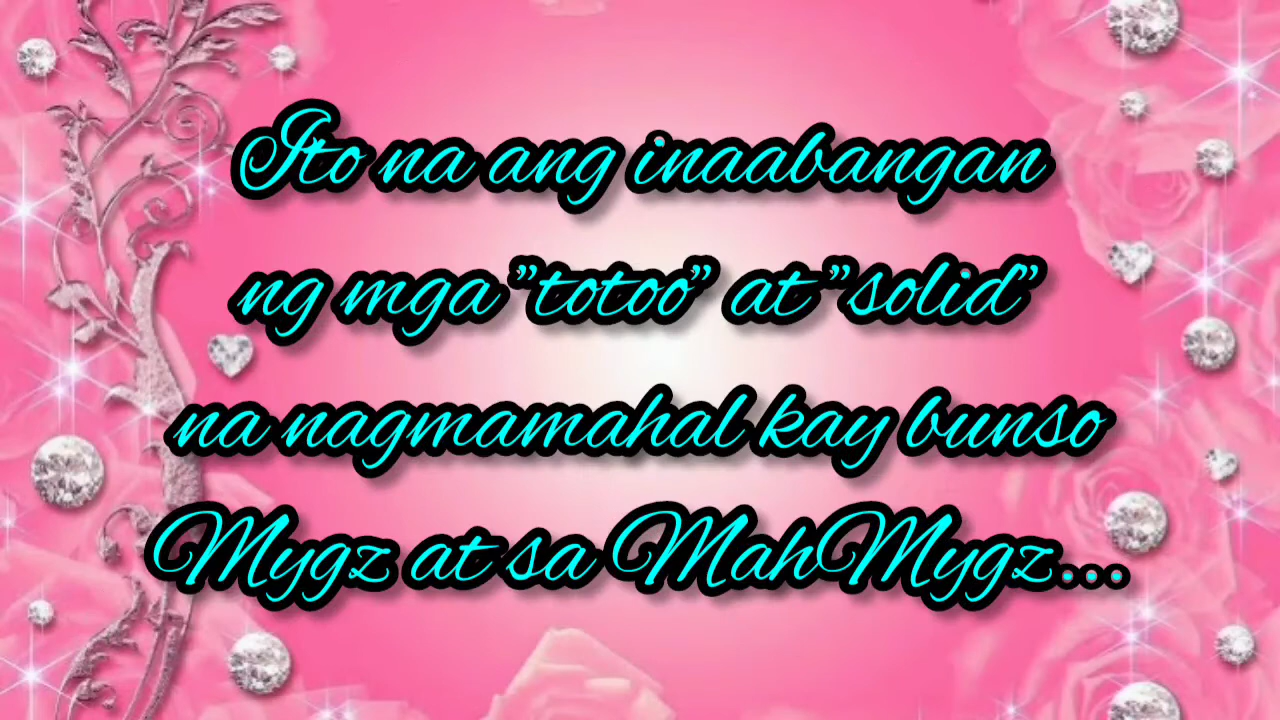 Ito na ang inaabangan
ng mga "totoo" at "solid"
na nagmamahal kay bunso
Mygz at sa MahMygz...